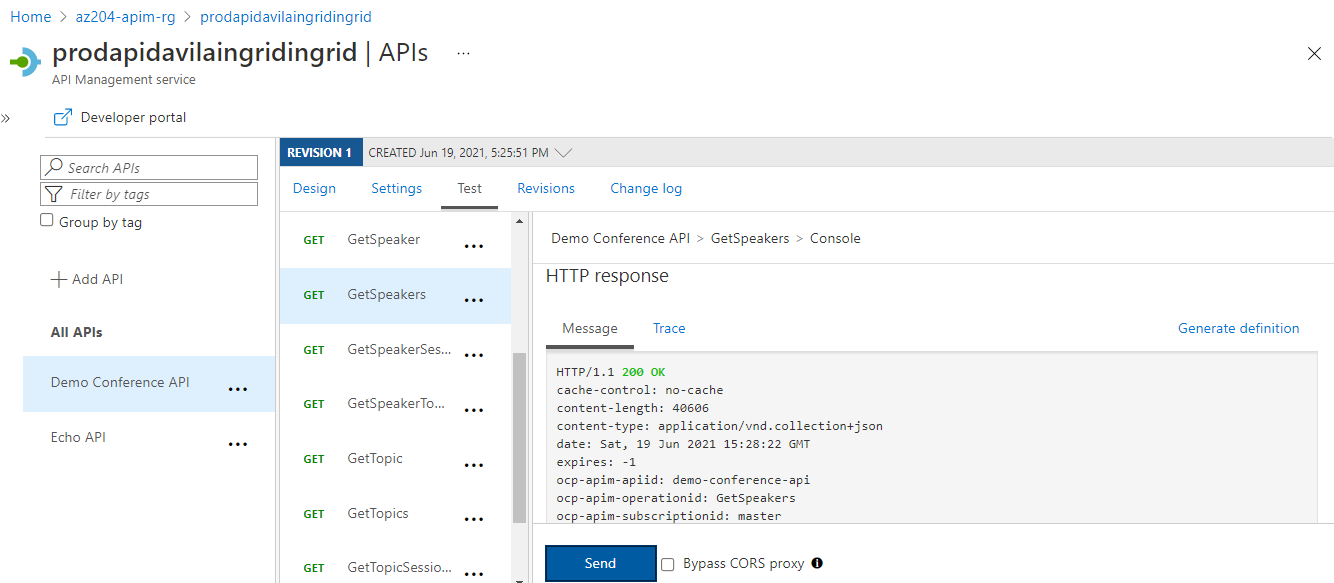 Home > az204-apim-rg > prodapidavilaingridingrid
prodapidavilaingridingrid | APIs ...
API Management service
Developer portal
Search APIs
Filter by tags
Group by tag
Add API
All APIs
Demo Conference API
Echo API
REVISION 1 CREATED Jun 19, 2021, 5:25:51 PM
Design Settings Test Revisions Change log
GET GetSpeaker
GET GetSpeakers
GET GetSpeakerSes...
GET GetSpeakerTo...
GET GetTopic
GET GetTopics
GET GetTopicSessio...
Demo Conference API > GetSpeakers > Console
HTTP response
Message Trace Generate definition
HTTP/1.1 200 OK
cache-control: no-cache
content-length: 40606
content-type: application/vnd.collection+json
date: Sat, 19 Jun 2021 15:28:22 GMT
expires: -1
ocp-apim-apiid: demo-conference-api
ocp-apim-operationid: GetSpeakers
ocp-apim-subscriptionid: master
Send Bypass CORS proxy